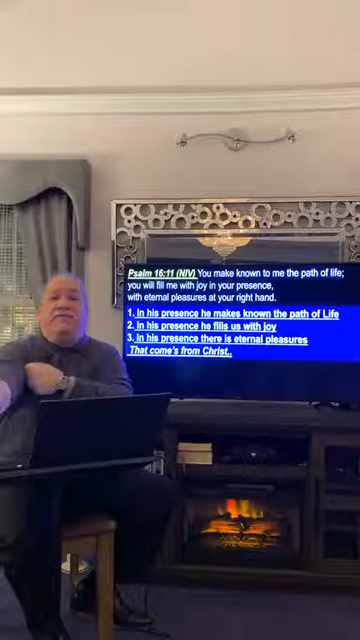 Psalm 16:11 (NIV) You make known to me the path of life;
you will fill me with joy in your presence,
with eternal pleasures at your right hand.
1. In his presence he makes known the path of Life
2. In his presence he fills us with joy
3. In his presence there is eternal pleasures
That come's from Christ..